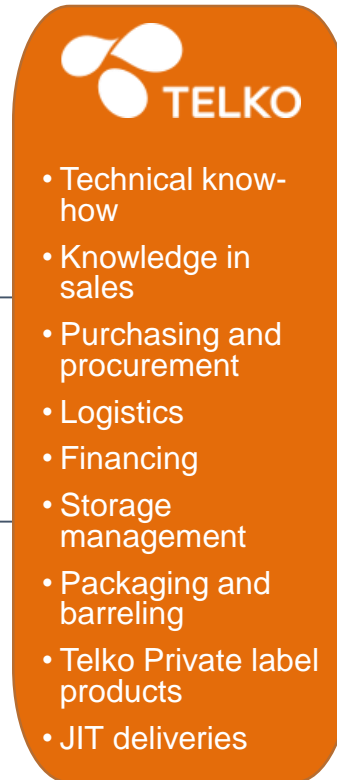 TELKO
• Technical know-
how
• Knowledge in
sales
• Purchasing and
procurement
• Logistics
• Financing
• Storage
management
• Packaging and
barreling
• Telko Private label
products
• JIT deliveries